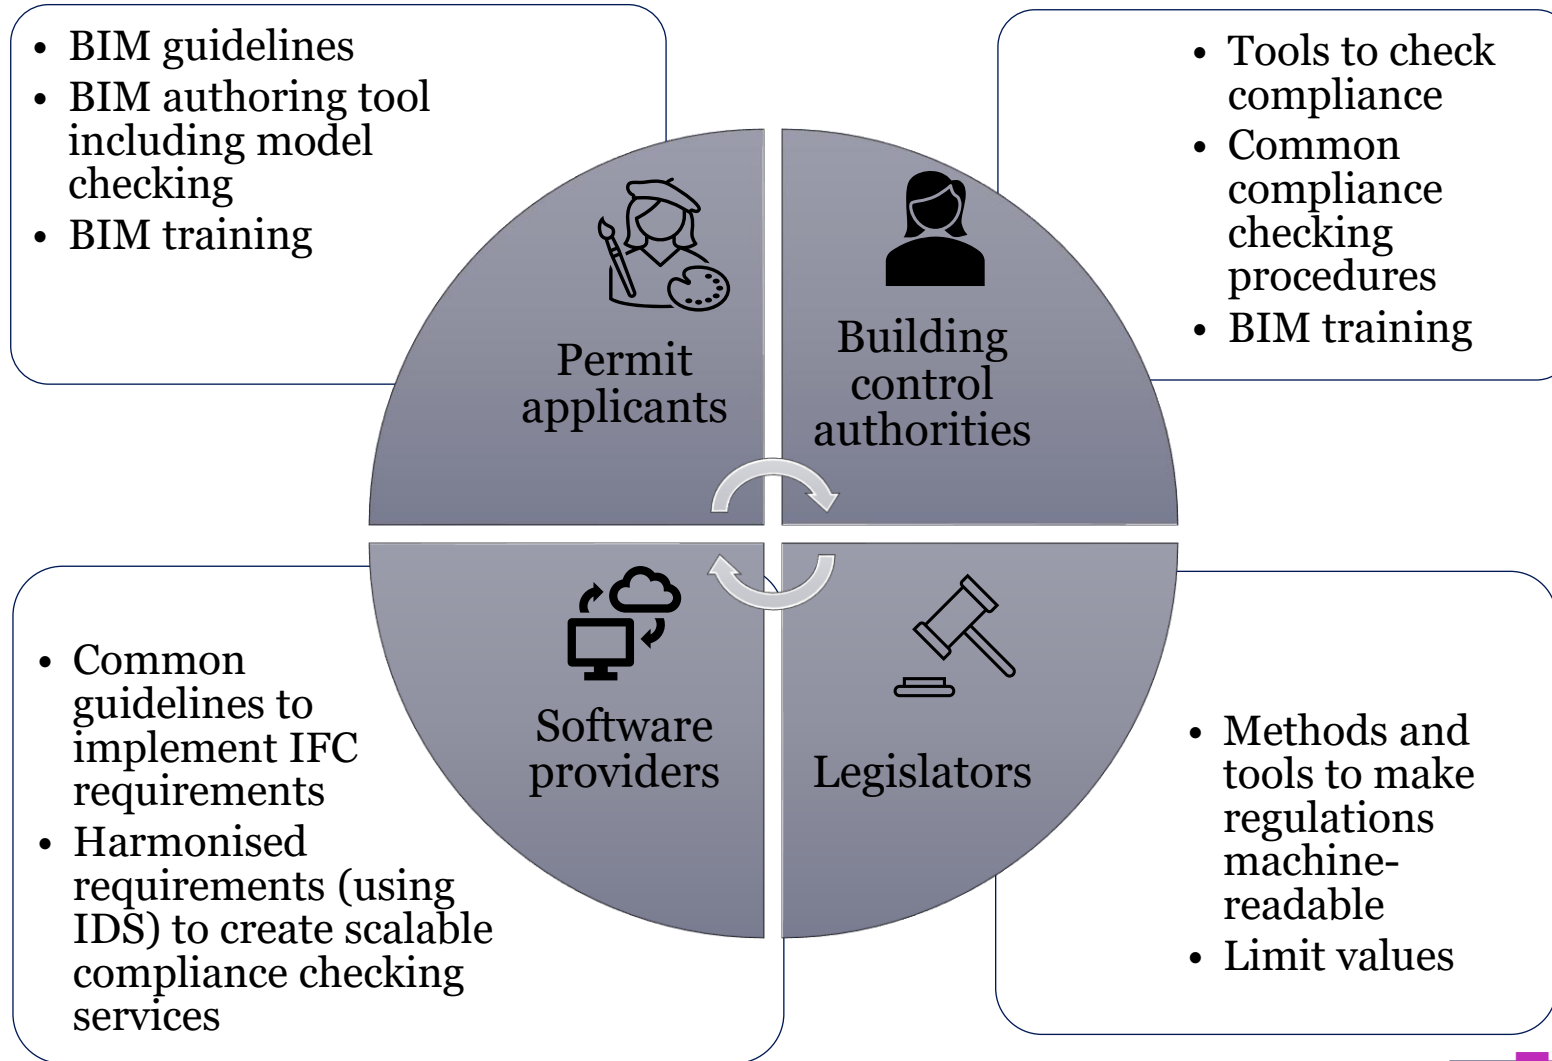 • BIM guidelines
• BIM authoring tool
including model
checking
• BIM training
• Tools to check
compliance
• Common
compliance
checking
procedures
• BIM training
Permit
applicants
Building
control
authorities
Software
providers
Legislators
• Common
guidelines to
implement IFC
requirements
• Harmonised
requirements (using
IDS) to create scalable
compliance checking
services
• Methods and
tools to make
regulations
machine-
readable
• Limit values